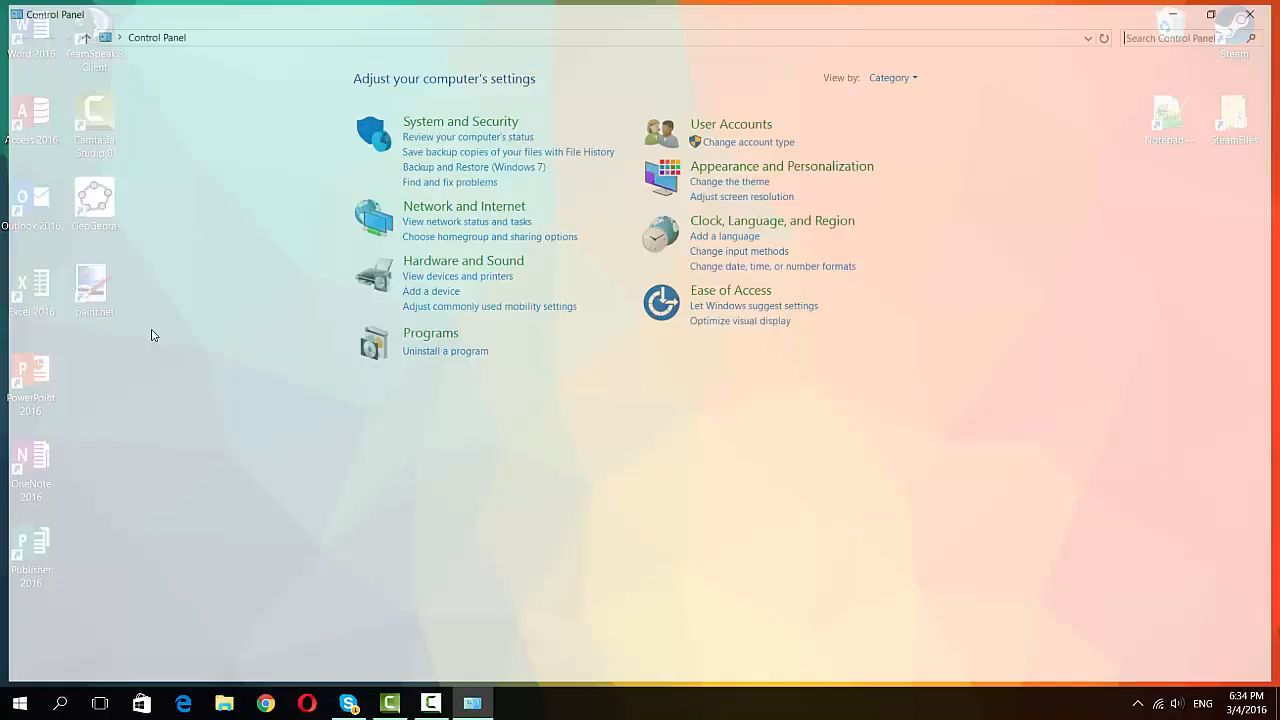 Control Panel
Control Panel
Search Control Panel
Word 2016
TeamSpeak 3
Client
Steam
Adjust your computer's settings
View by:
Category
Access 2016
Camtasia
Studio 8
Outlook 2016
GeoGebra
Excel 2016
paint.net
PowerPoint
2016
OneNote
2016
Publisher
2016
System and Security
Review your computer's status
Save backup copies of your files with File History
Backup and Restore (Windows 7)
Find and fix problems
Network and Internet
View network status and tasks
Choose homegroup and sharing options
Hardware and Sound
View devices and printers
Add a device
Adjust commonly used mobility settings
Programs
Uninstall a program
User Accounts
Change account type
Appearance and Personalization
Change the theme
Adjust screen resolution
Clock, Language, and Region
Add a language
Change input methods
Change date, time, or number formats
Ease of Access
Let Windows suggest settings
Optimize visual display
Notepad++
SteamFiles
ENG
6:34 PM
3/4/2016